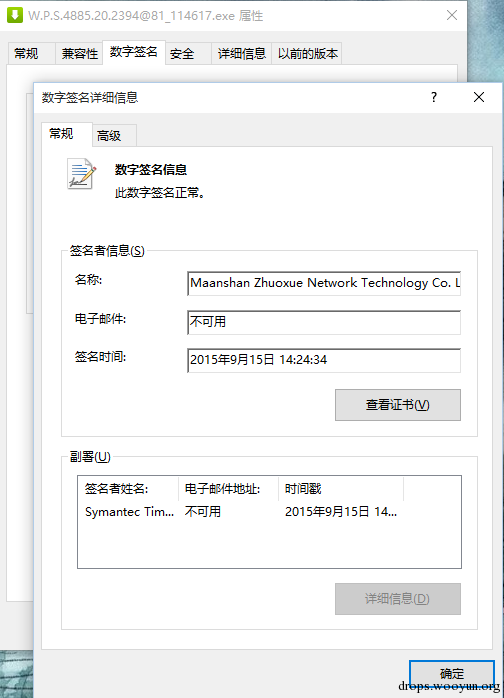 W.P.S.4885.20.2394@81_114617.exe 属性
常规 兼容性 数字签名 安全 详细信息 以前的版本
数字签名详细信息 ?
常规 高级
数字签名信息
此数字签名正常。
签名者信息(S)
名称: Maanshan Zhuoxue Network Technology Co. L
电子邮件: 不可用
签名时间: 2015年9月15日 14:24:34
查看证书(V)
副署(U)
签名者姓名: 电子邮件地址: 时间戳
Symantec Tim... 不可用 2015年9月15日 14...
详细信息(D)
确定
drops.wooyun.org